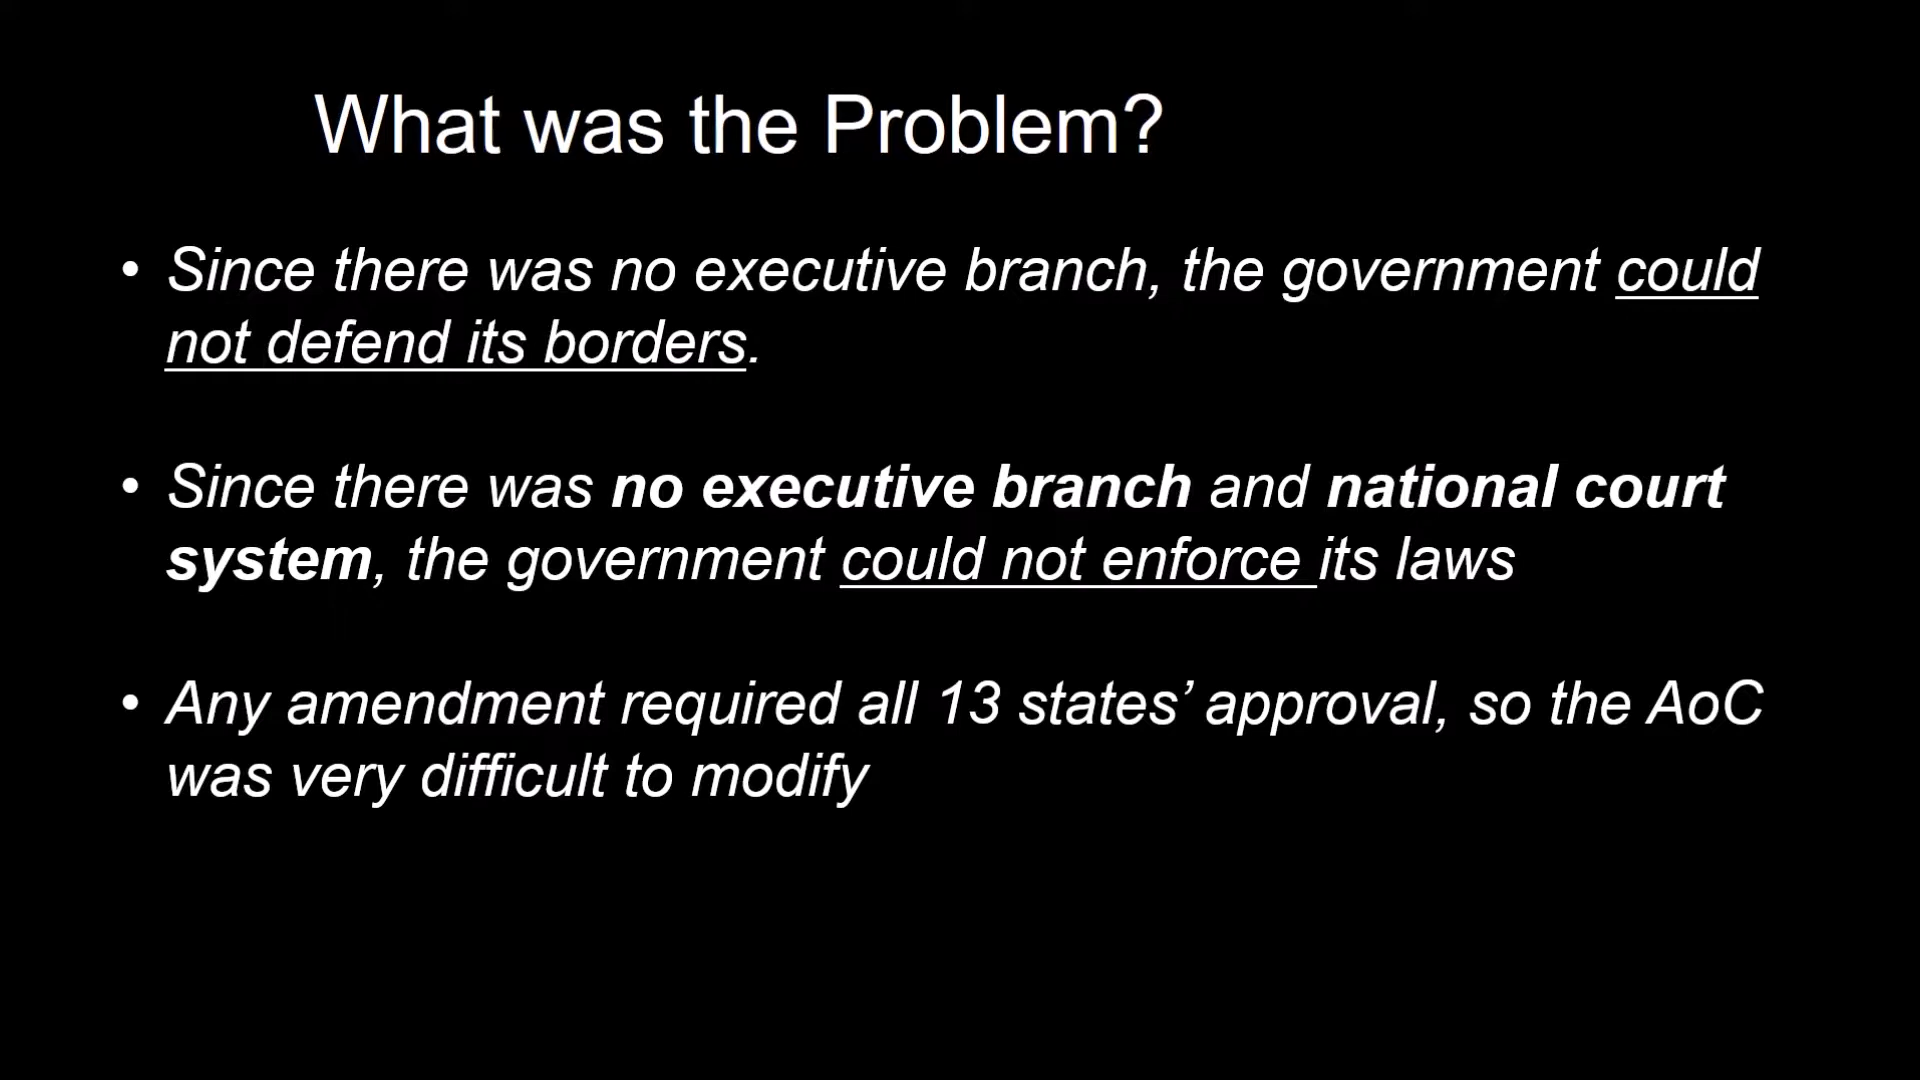 What was the Problem?
• Since there was no executive branch, the government could
not defend its borders.
• Since there was no executive branch and national court
system, the government could not enforce its laws
• Any amendment required all 13 states’ approval, so the AoC
was very difficult to modify